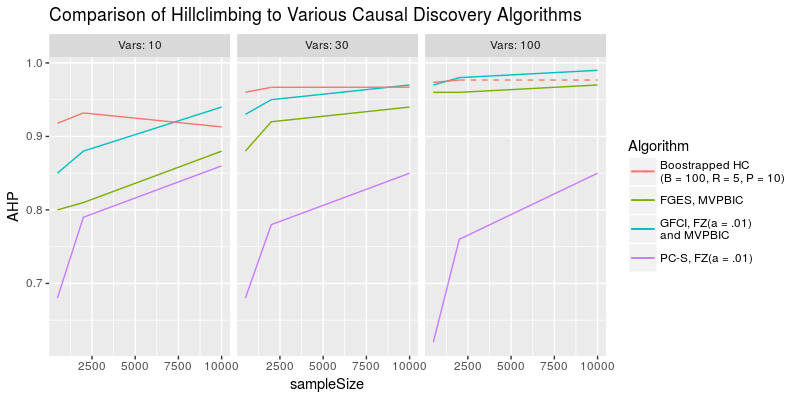 Comparison of Hillclimbing to Various Causal Discovery Algorithms
Vars: 10
Vars: 30
Vars: 100
1.0
0.9
0.8
0.7
AHP
2500 5000 7500 10000
2500 5000 7500 10000
2500 5000 7500 10000
sampleSize
Algorithm
Boostrapped HC
(B = 100, R = 5, P = 10)
FGES, MVPBIC
GFCI, FZ(a = .01)
and MVPBIC
PC-S, FZ(a = .01)